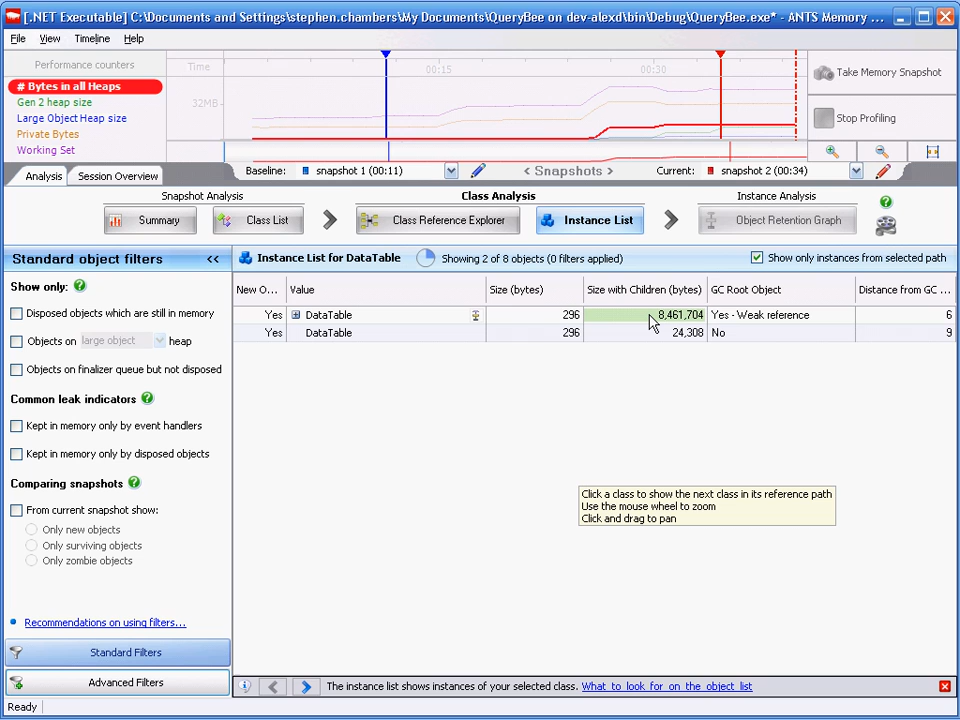 [.NET Executable] C:\Documents and Settings\stephen.chambers\My Documents\QueryBee on dev-alexd\bin\Debug\QueryBee.exe* - ANTS Memory ...
File View Timeline Help
Performance counters
# Bytes in all Heaps
Gen 2 heap size
Large Object Heap size
Private Bytes
Working Set
Time 00:15 00:30
32MB
Take Memory Snapshot
Stop Profiling
Analysis Session Overview
Baseline: snapshot 1 (00:11) < Snapshots > Current: snapshot 2 (00:34)
Snapshot Analysis Class Analysis Instance Analysis
Summary Class List Class Reference Explorer Instance List Object Retention Graph
Standard object filters <<
Show only:
Disposed objects which are still in memory
Objects on large object heap
Objects on finalizer queue but not disposed
Common leak indicators
Kept in memory only by event handlers
Kept in memory only by disposed objects
Comparing snapshots
From current snapshot show:
Only new objects
Only surviving objects
Only zombie objects
Recommendations on using filters...
Standard Filters
Advanced Filters
Instance List for DataTable Showing 2 of 8 objects (0 filters applied) Show only instances from selected path
New O... Value Size (bytes) Size with Children (bytes) GC Root Object Distance from GC ...
Yes DataTable 296 8,461,704 Yes - Weak reference 6
Yes DataTable 296 24,308 No 9
Click a class to show the next class in its reference path
Use the mouse wheel to zoom
Click and drag to pan
The instance list shows instances of your selected class. What to look for on the object list
Ready